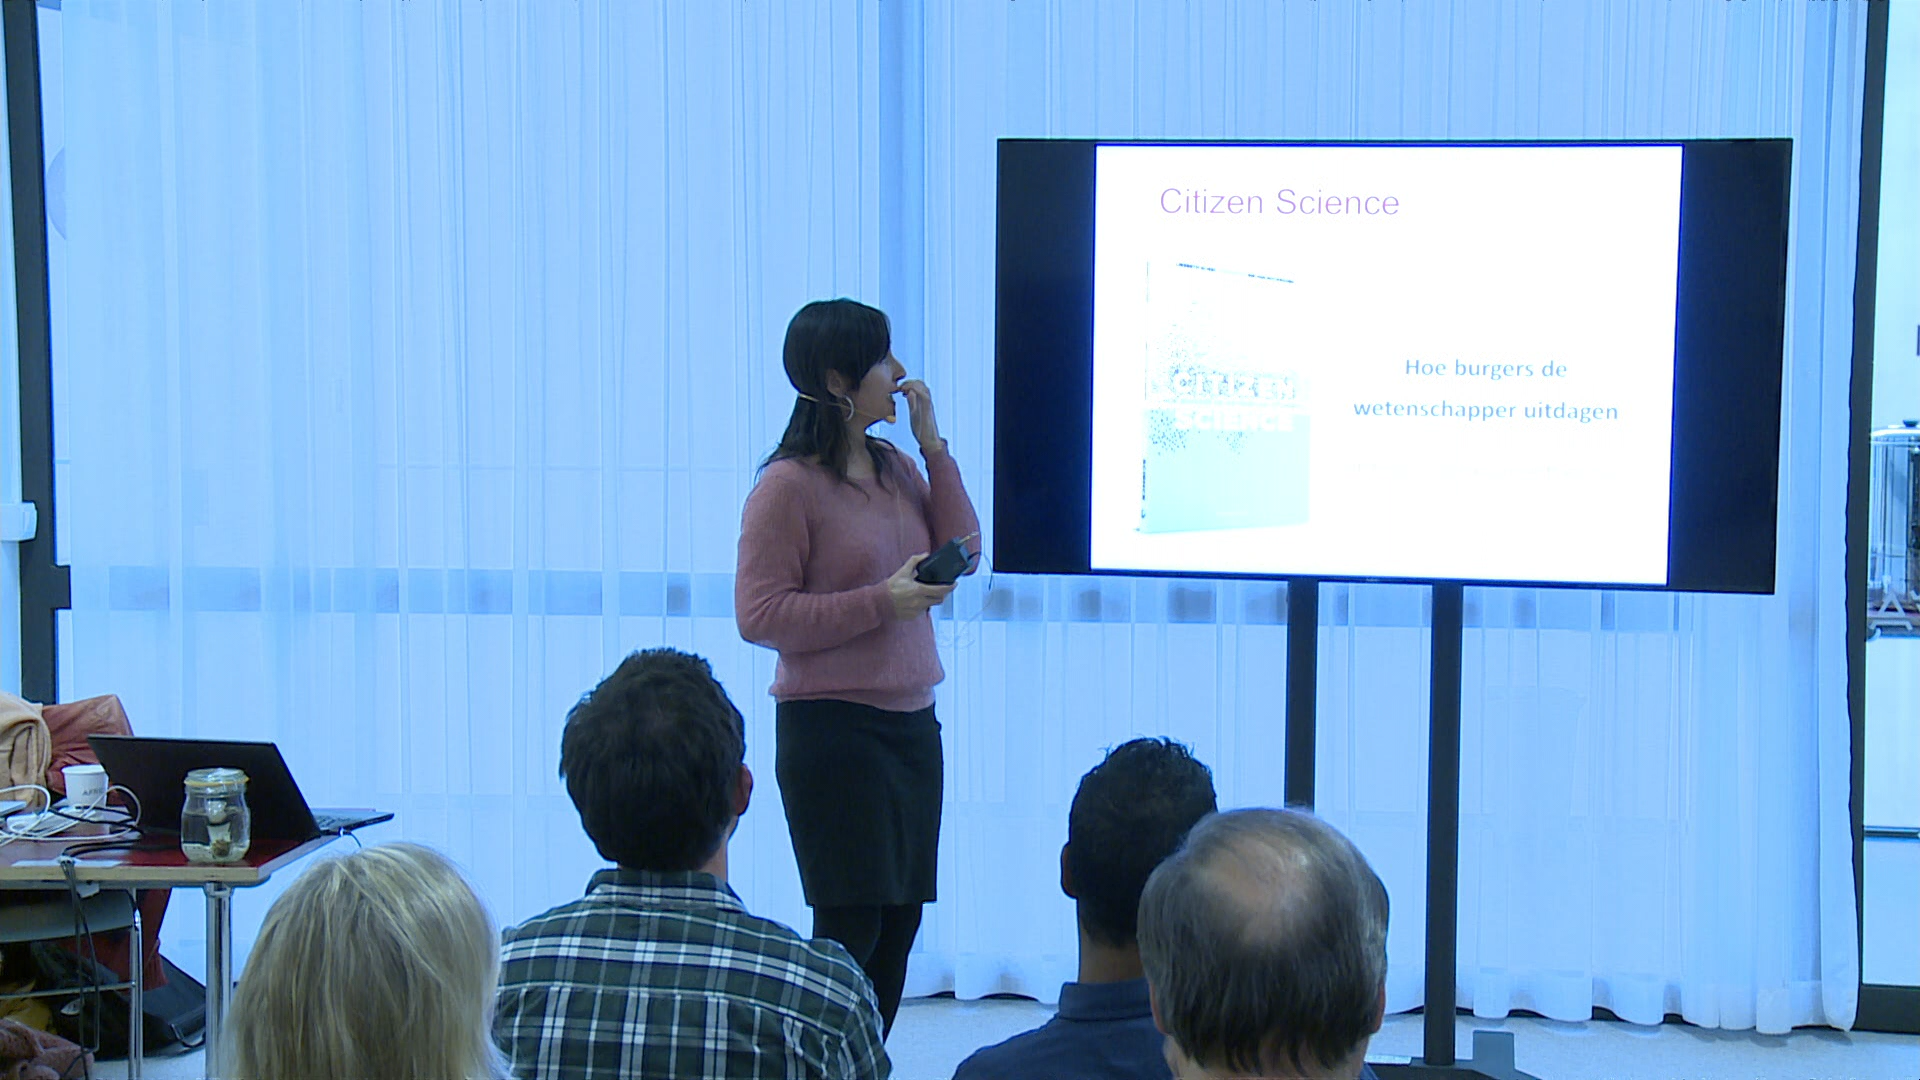 Citizen Science
CITIZEN
SCIENCE
Hoe burgers de
wetenschapper uitdagen